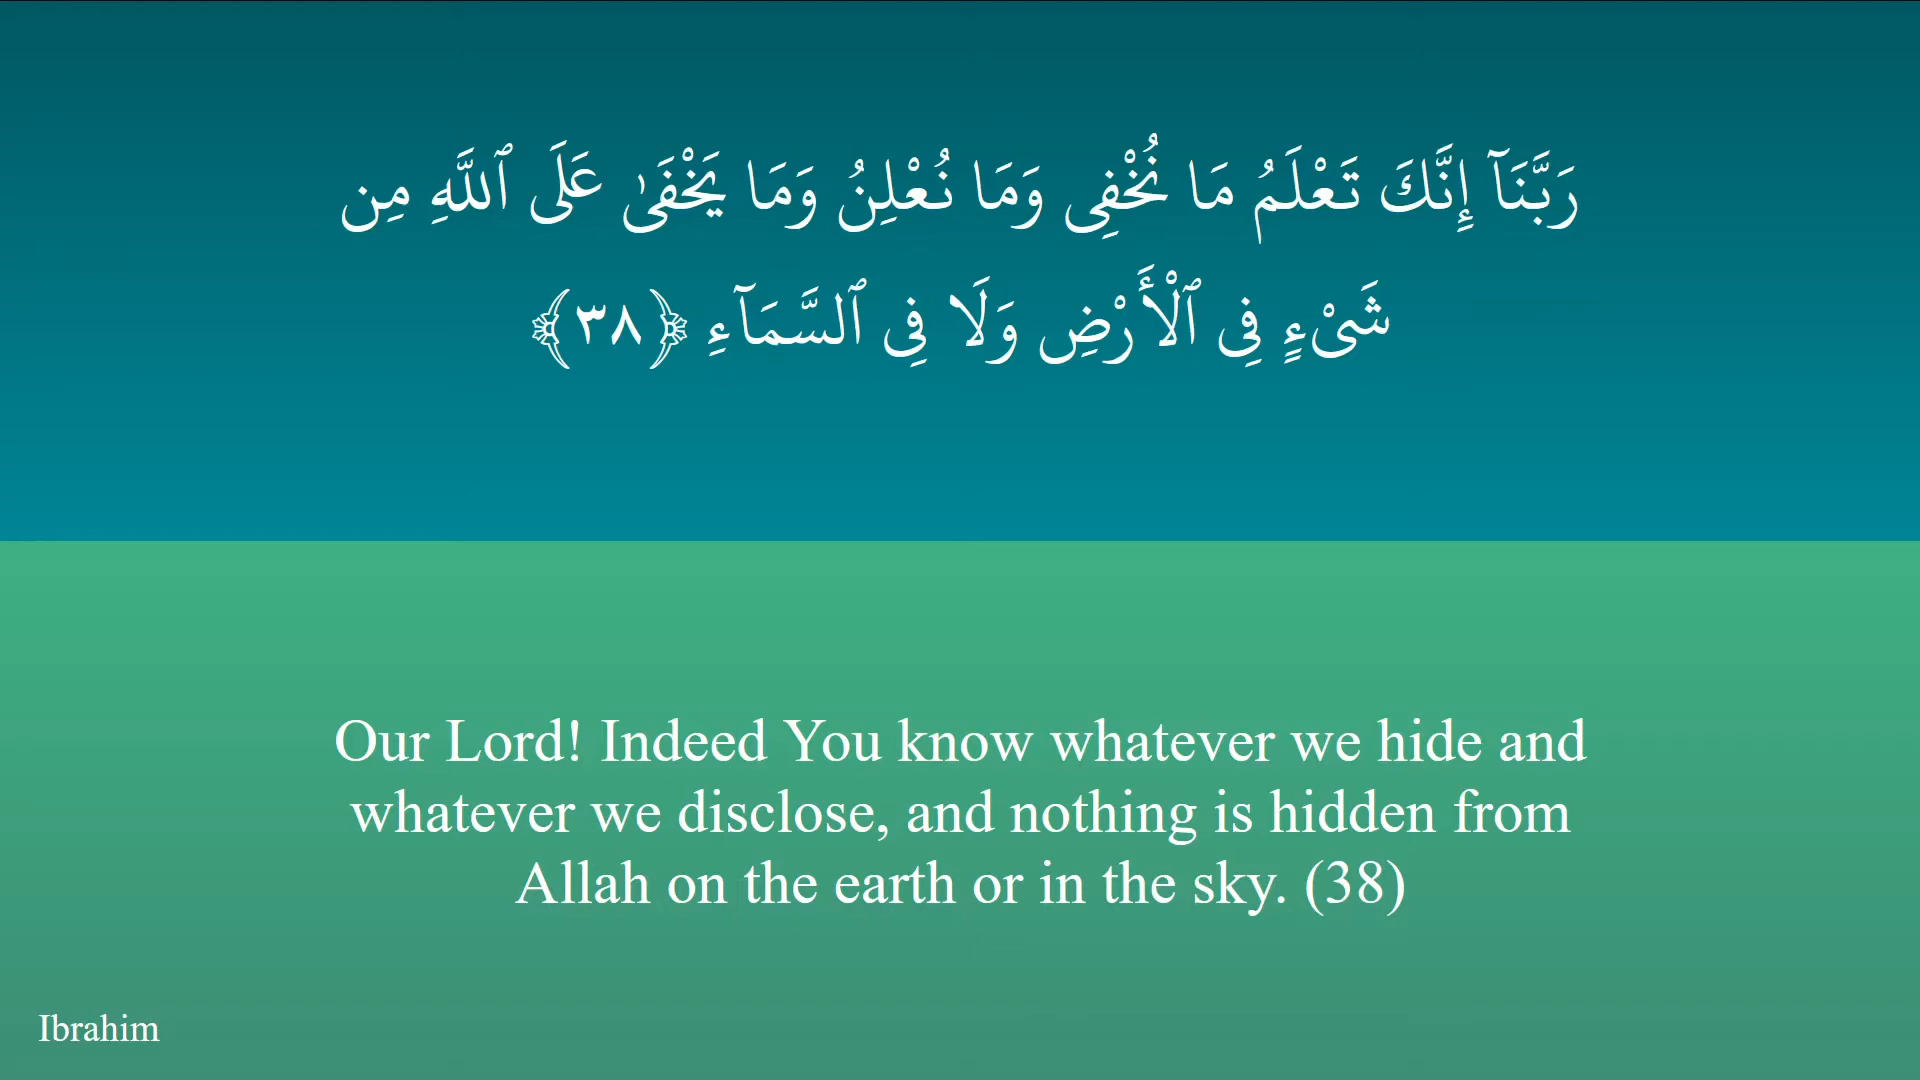 رَبَّنَآ إِنَّكَ تَعْلَمُ مَا نُخْفِى وَمَا نُعْلِنُ وَمَا يَخْفَىٰ عَلَى ٱللَّهِ مِن
شَىْءٍ فِى ٱلْأَرْضِ وَلَا فِى ٱلسَّمَآءِ ﴿٣٨﴾
Our Lord! Indeed You know whatever we hide and
whatever we disclose, and nothing is hidden from
Allah on the earth or in the sky. (38)
Ibrahim